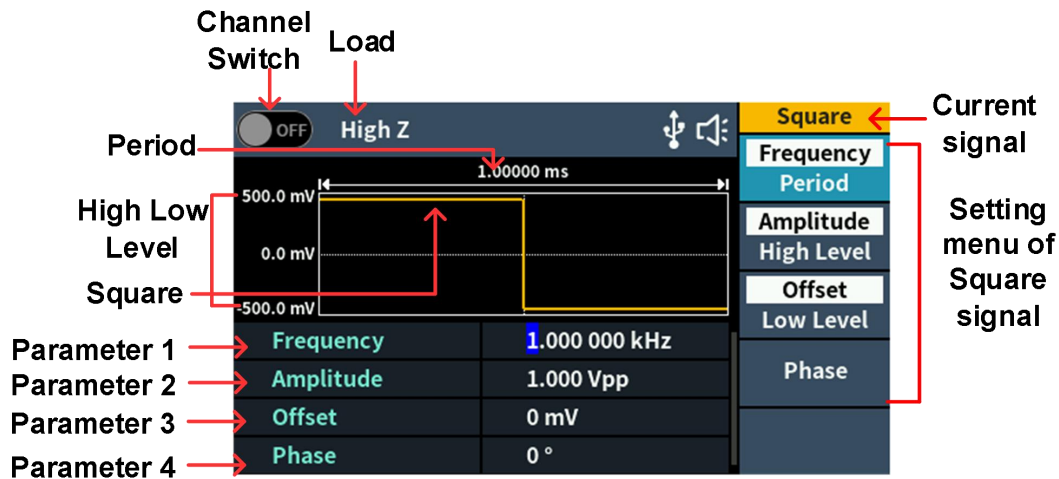 Channel
Switch
Load
Period
High Low
Level
Square
Parameter 1
Parameter 2
Parameter 3
Parameter 4
OFF
High Z
1.00000 ms
500.0 mV
0.0 mV
-500.0 mV
Frequency 1.000 000 kHz
Amplitude 1.000 Vpp
Offset 0 mV
Phase 0 °
Square
Frequency
Period
Amplitude
High Level
Offset
Low Level
Phase
Current
signal
Setting
menu of
Square
signal